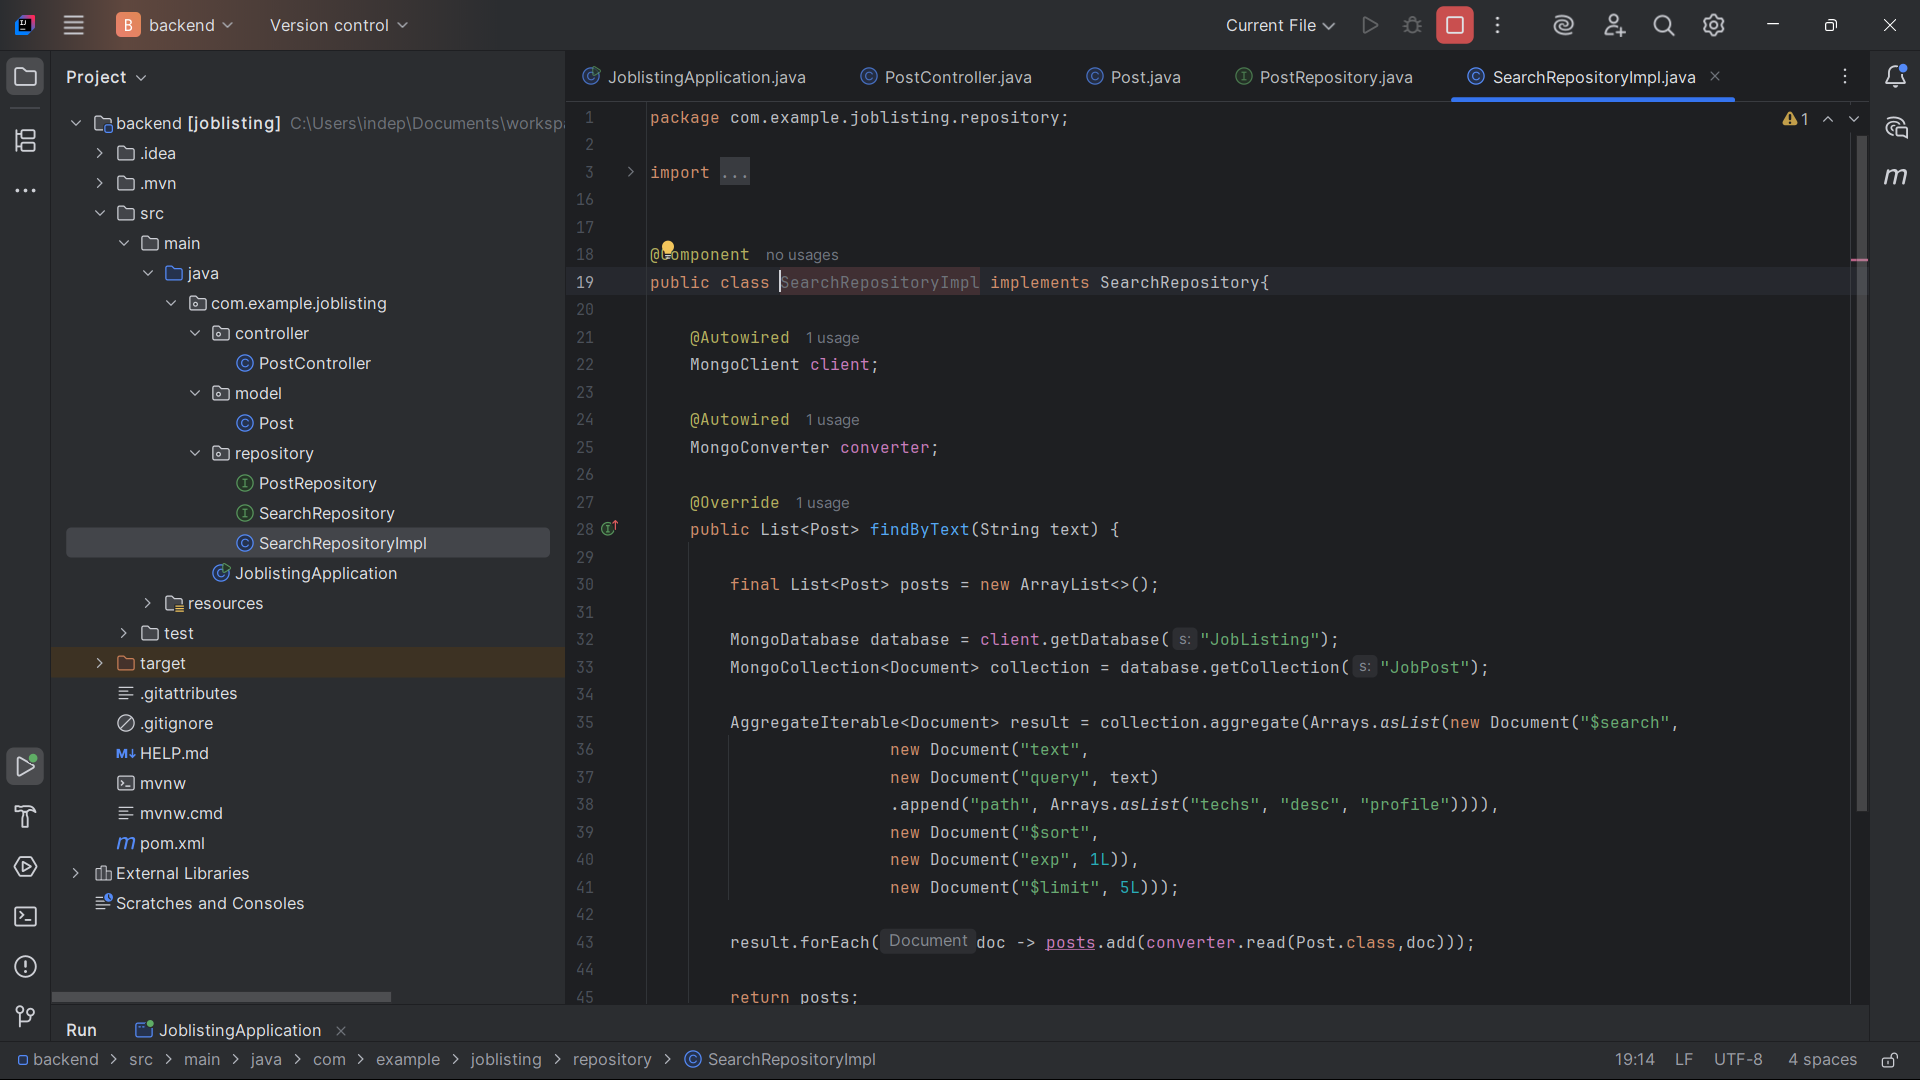 B backend Version control Current File
Project
JoblistingApplication.java PostController.java Post.java PostRepository.java SearchRepositoryImpl.java
backend [joblisting] C:\Users\indep\Documents\worksp
.idea
.mvn
src
main
java
com.example.joblisting
controller
PostController
model
Post
repository
PostRepository
SearchRepository
SearchRepositoryImpl
JoblistingApplication
resources
test
target
.gitattributes
.gitignore
HELP.md
mvnw
mvnw.cmd
pom.xml
External Libraries
Scratches and Consoles
1 package com.example.joblisting.repository; 1
2
3 import ...
16
17
18 @Component no usages
19 public class SearchRepositoryImpl implements SearchRepository{
20
21 @Autowired 1 usage
22 MongoClient client;
23
24 @Autowired 1 usage
25 MongoConverter converter;
26
27 @Override 1 usage
28 public List<Post> findByText(String text) {
29
30 final List<Post> posts = new ArrayList<>();
31
32 MongoDatabase database = client.getDatabase( s: "JobListing");
33 MongoCollection<Document> collection = database.getCollection( s: "JobPost");
34
35 AggregateIterable<Document> result = collection.aggregate(Arrays.asList(new Document("$search",
36 new Document("text",
37 new Document("query", text)
38 .append("path", Arrays.asList("techs", "desc", "profile")))),
39 new Document("$sort",
40 new Document("exp", 1L)),
41 new Document("$limit", 5L)));
42
43 result.forEach( Document doc -> posts.add(converter.read(Post.class,doc)));
44
45 return posts;
Run JoblistingApplication
backend > src > main > java > com > example > joblisting > repository > SearchRepositoryImpl 19:14 LF UTF-8 4 spaces